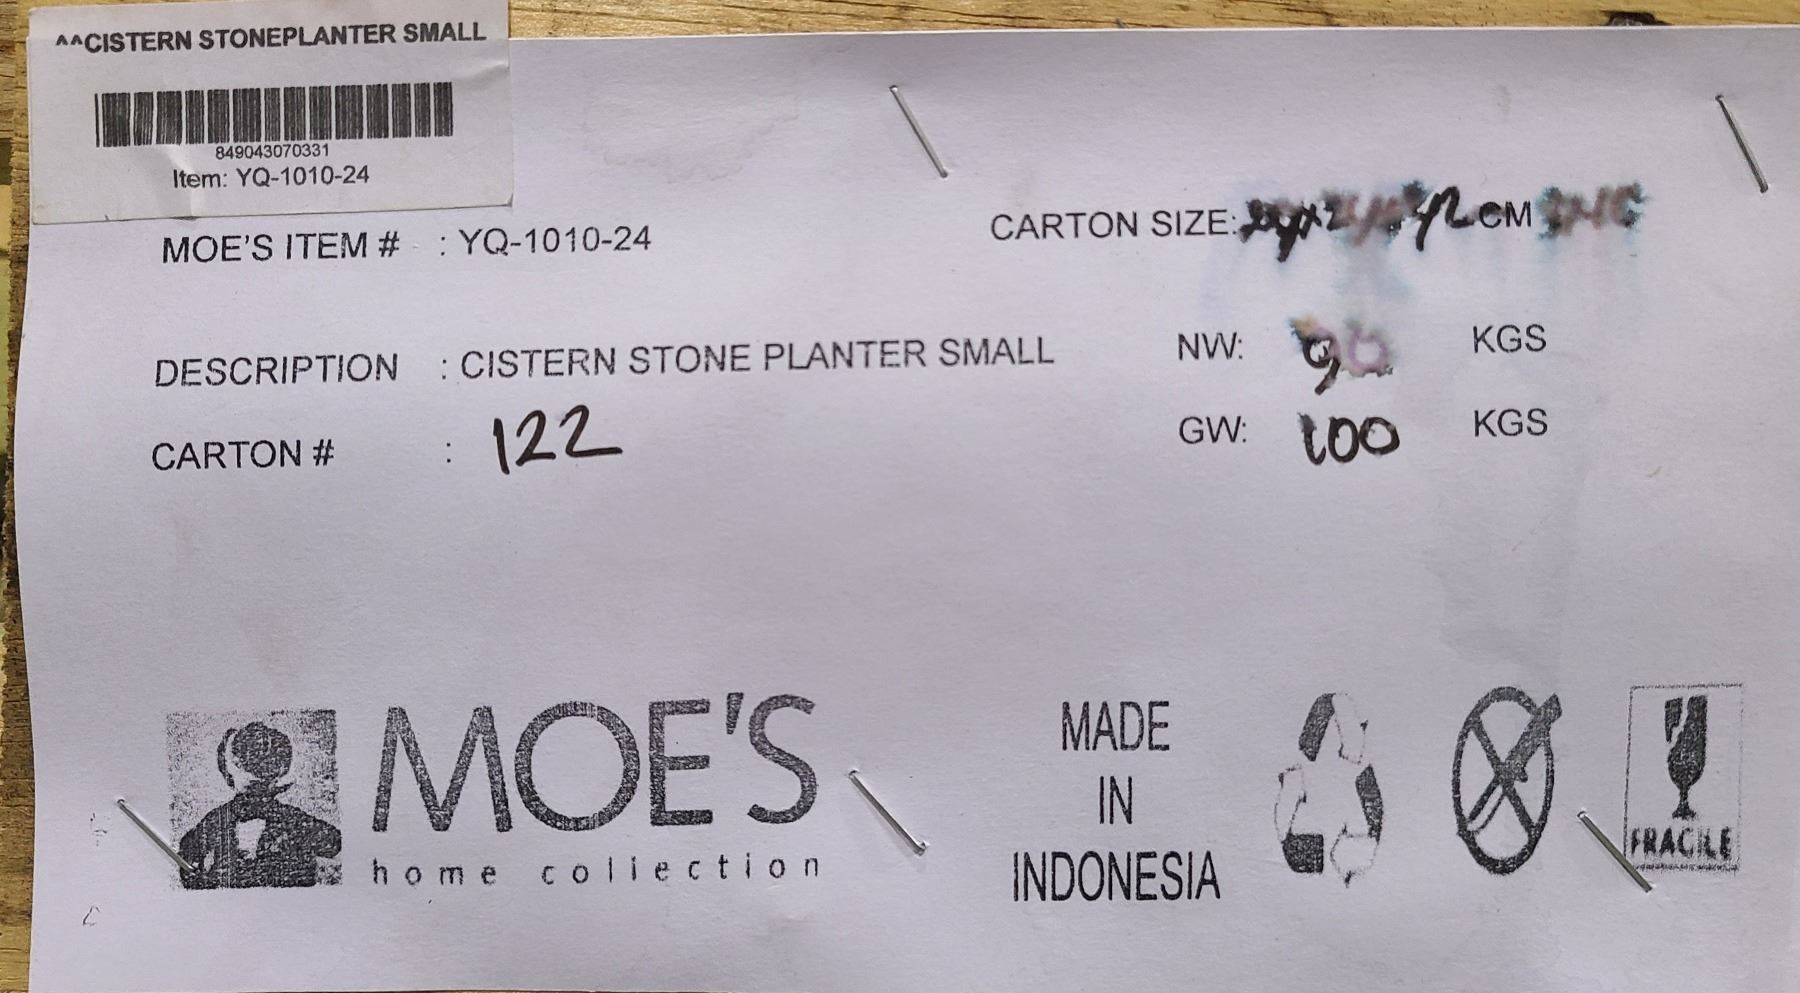 ^^CISTERN STONEPLANTER SMALL
849043070331
Item: YQ-1010-24
MOE'S ITEM # : YQ-1010-24
CARTON SIZE: CM
DESCRIPTION : CISTERN STONE PLANTER SMALL
NW: 90 KGS
CARTON # : 122
GW: 100 KGS
MOE'S
home collection
MADE
IN
INDONESIA
FRAGILE